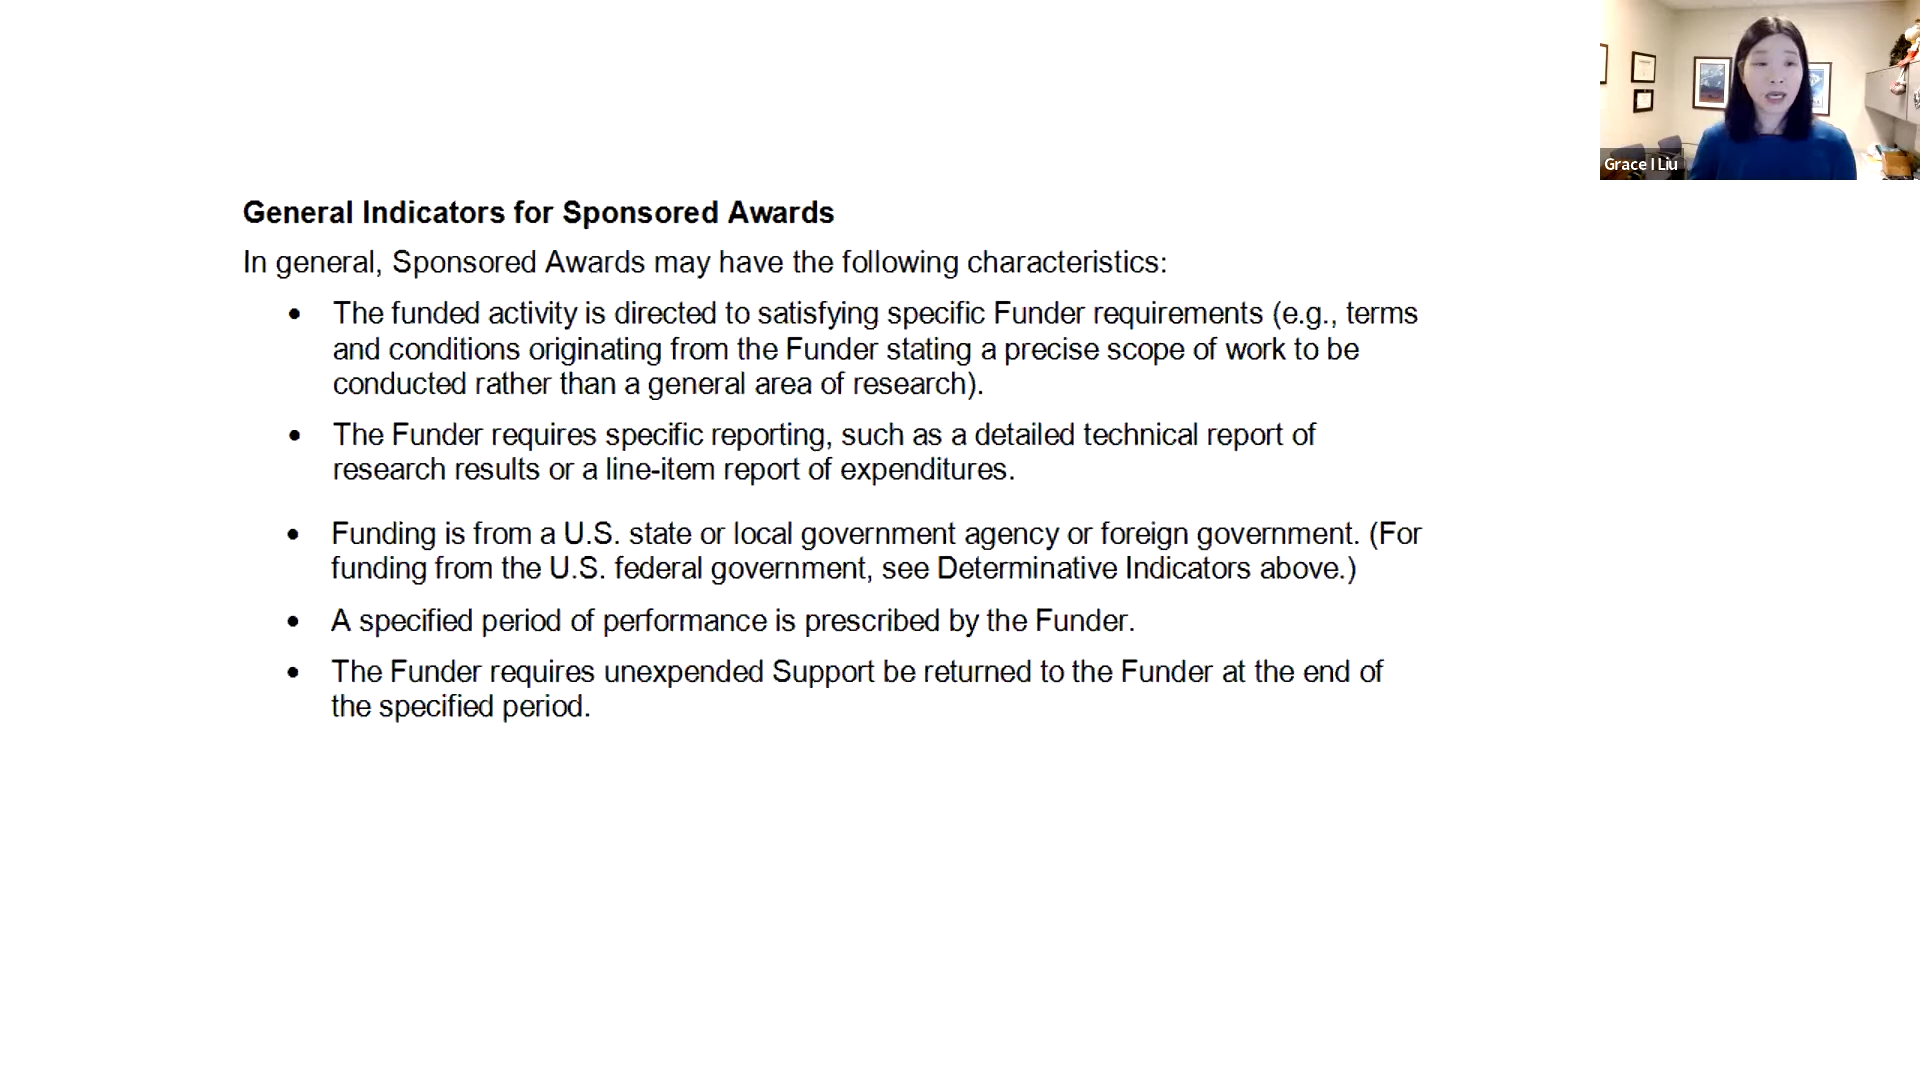 Grace I Liu
General Indicators for Sponsored Awards
In general, Sponsored Awards may have the following characteristics:
• The funded activity is directed to satisfying specific Funder requirements (e.g., terms
and conditions originating from the Funder stating a precise scope of work to be
conducted rather than a general area of research).
• The Funder requires specific reporting, such as a detailed technical report of
research results or a line-item report of expenditures.
• Funding is from a U.S. state or local government agency or foreign government. (For
funding from the U.S. federal government, see Determinative Indicators above.)
• A specified period of performance is prescribed by the Funder.
• The Funder requires unexpended Support be returned to the Funder at the end of
the specified period.